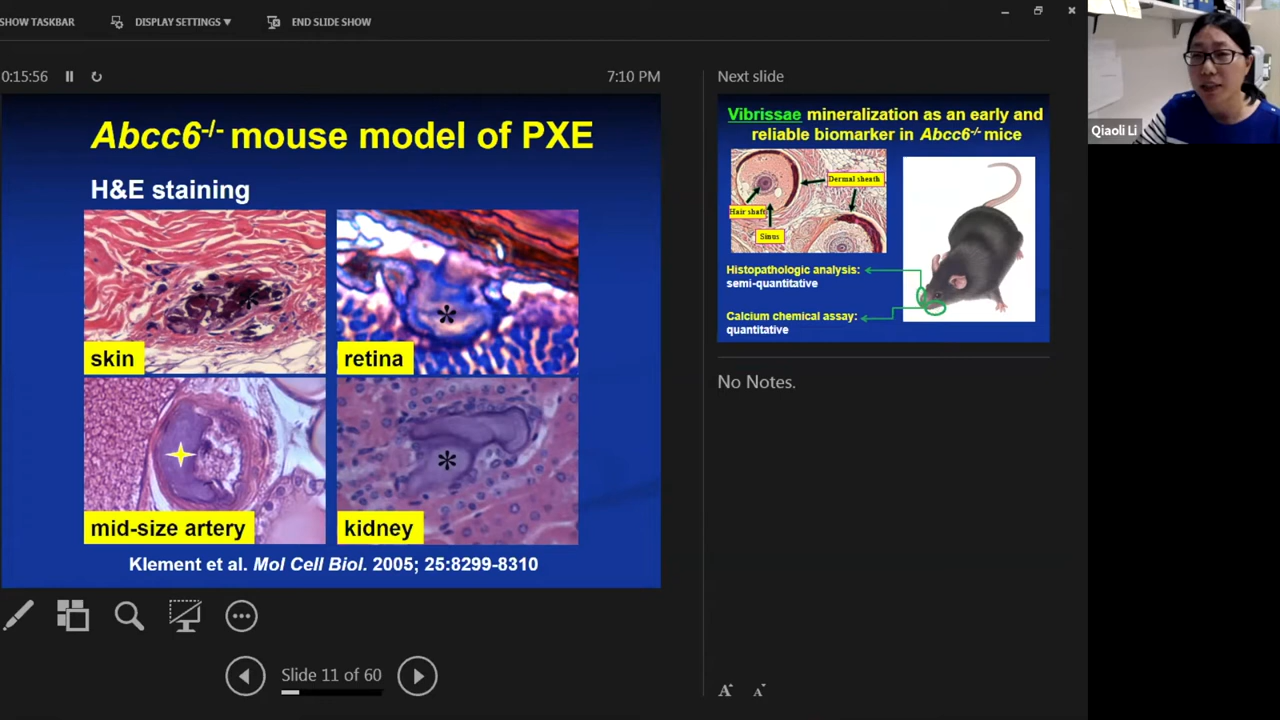 SHOW TASKBAR
DISPLAY SETTINGS ▼
END SLIDE SHOW
0:15:56
7:10 PM
Abcc6-/- mouse model of PXE
H&E staining
skin
retina
*
mid-size artery
kidney
*
Klement et al. Mol Cell Biol. 2005; 25:8299-8310
Slide 11 of 60
Next slide
Vibrissae mineralization as an early and
reliable biomarker in Abcc6-/- mice
Dermal sheath
Hair shaft
Sinus
Histopathologic analysis:
semi-quantitative
Calcium chemical assay:
quantitative
No Notes.
A A
Qiaoli Li